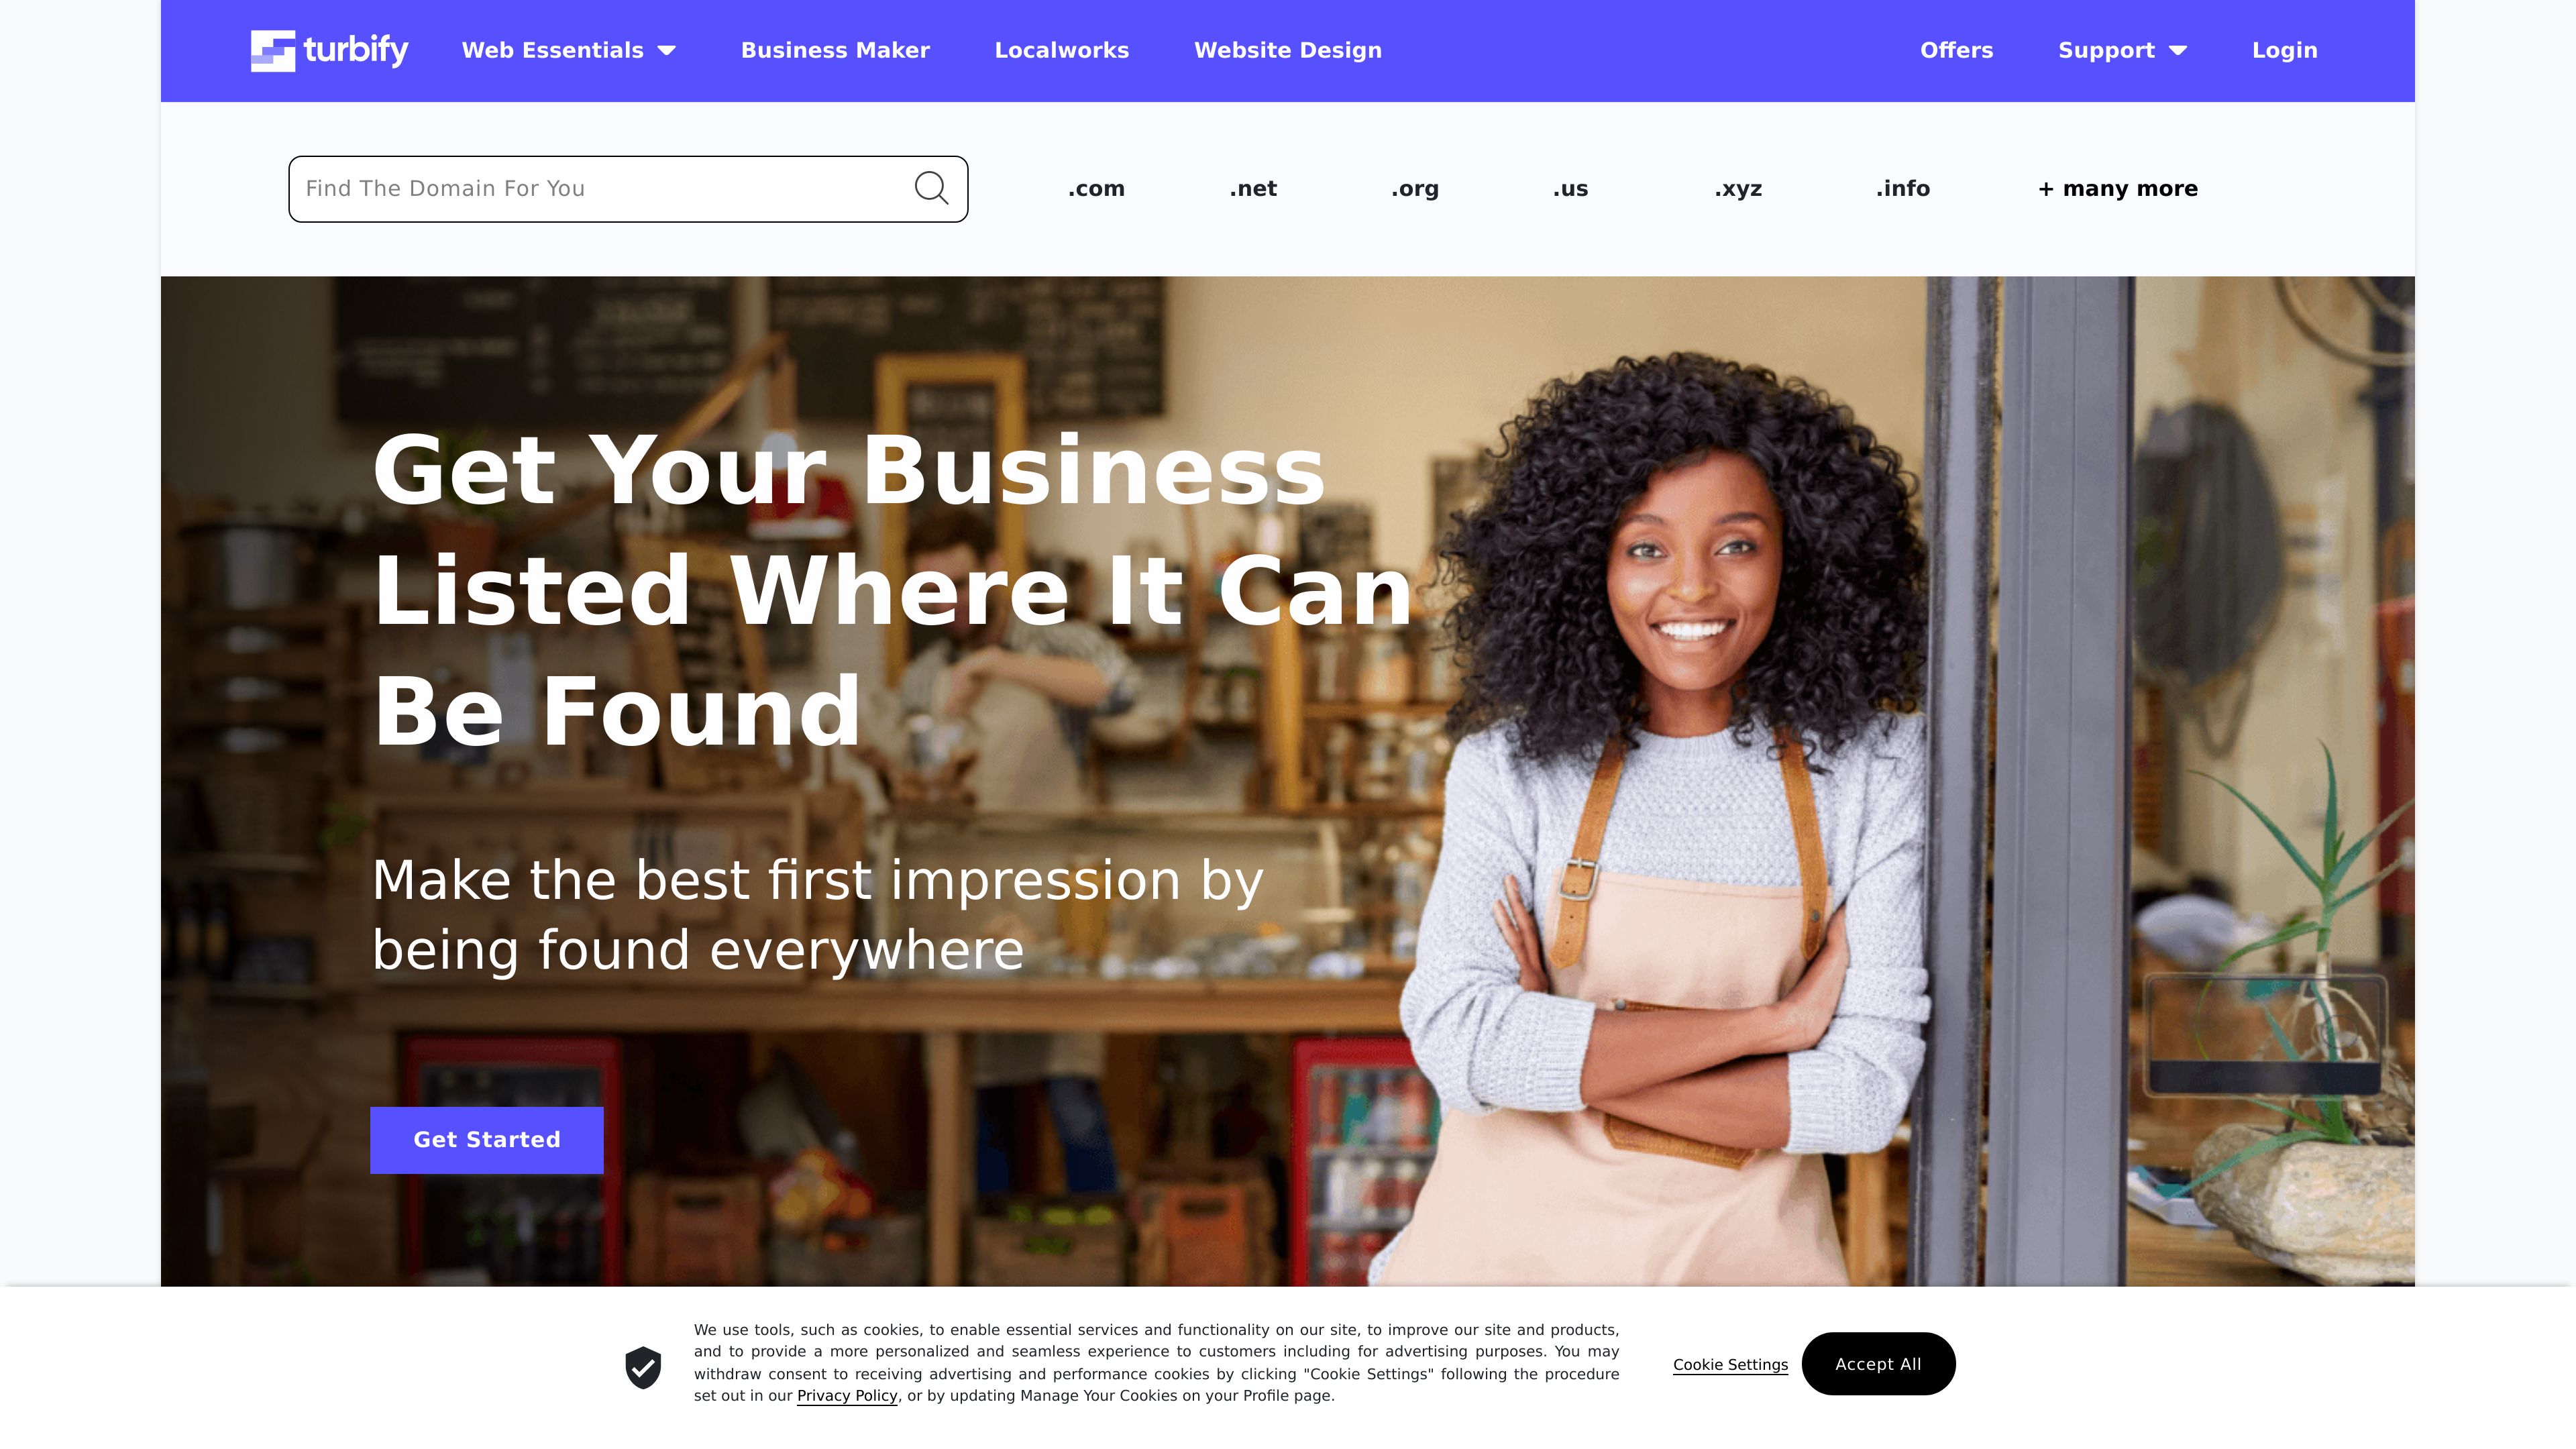 turbify
Web Essentials
Business Maker
Localworks
Website Design
Offers
Support
Login
Find The Domain For You
.com
.net
.org
.us
.xyz
.info
+ many more
Get Your Business
Listed Where It Can
Be Found
Make the best first impression by
being found everywhere
Get Started
We use tools, such as cookies, to enable essential services and functionality on our site, to improve our site and products,
and to provide a more personalized and seamless experience to customers including for advertising purposes. You may
withdraw consent to receiving advertising and performance cookies by clicking "Cookie Settings" following the procedure
set out in our Privacy Policy, or by updating Manage Your Cookies on your Profile page.
Cookie Settings
Accept All